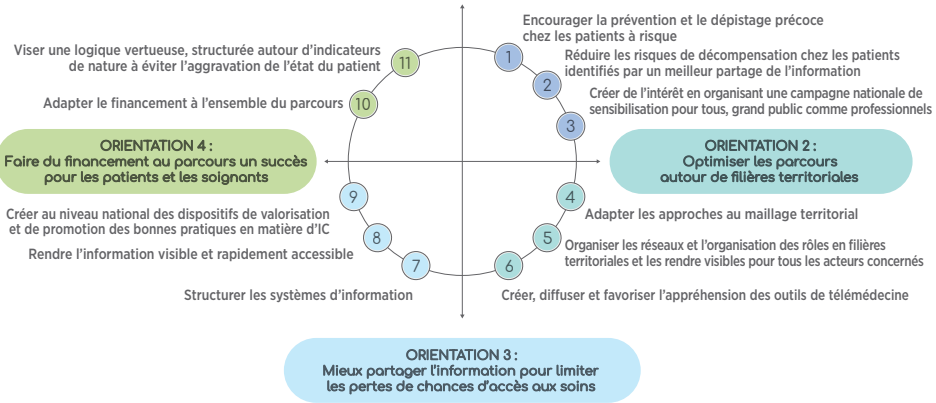 Encourager la prévention et le dépistage précoce
chez les patients à risque
1
Réduire les risques de décompensation chez les patients
identifiés par un meilleur partage de l'information
2
Créer de l'intérêt en organisant une campagne nationale de
sensibilisation pour tous, grand public comme professionnels
3
ORIENTATION 2 :
Optimiser les parcours
autour de filières territoriales
4
Adapter les approches au maillage territorial
5
Organiser les réseaux et l'organisation des rôles en filières
territoriales et les rendre visibles pour tous les acteurs concernés
6
Créer, diffuser et favoriser l'appréhension des outils de télémédecine
ORIENTATION 3 :
Mieux partager l'information pour limiter
les pertes de chances d'accès aux soins
7
Structurer les systèmes d'information
8
Rendre l'information visible et rapidement accessible
9
Créer au niveau national des dispositifs de valorisation
et de promotion des bonnes pratiques en matière d'IC
ORIENTATION 4 :
Faire du financement au parcours un succès
pour les patients et les soignants
10
Adapter le financement à l'ensemble du parcours
11
Viser une logique vertueuse, structurée autour d'indicateurs
de nature à éviter l'aggravation de l'état du patient